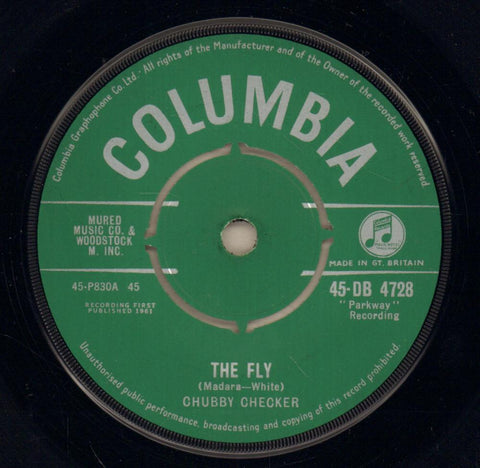 Columbia Graphophone Co. Ltd · All rights of the Manufacturer and of the Owner of the recorded work reserved.
COLUMBIA
MURED
MUSIC CO. &
WOODSTOCK
M. INC.
MADE IN GT. BRITAIN
45-P830A 45
45-DB 4728
RECORDING FIRST
PUBLISHED 1961
"Parkway"
Recording
THE FLY
(Madara—White)
CHUBBY CHECKER
Unauthorised public performance, broadcasting and copying of this record prohibited.